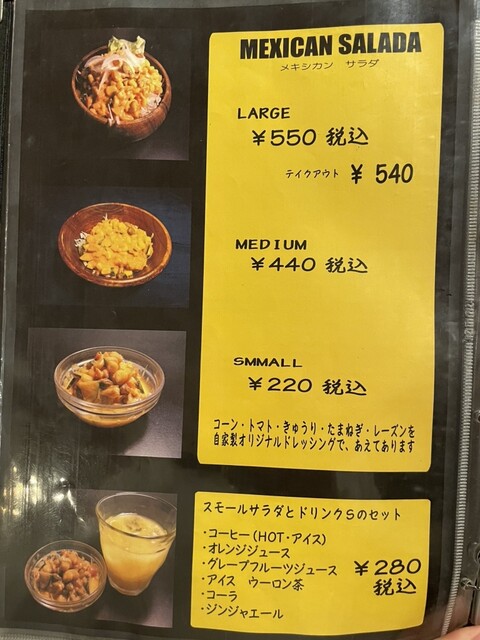 MEXICAN SALADA
メキシカン サラダ
LARGE
¥550 税込
テイクアウト ¥ 540
MEDIUM
¥440 税込
SMMALL
¥220 税込
コーン・トマト・きゅうり・たまねぎ・レーズンを
自家製オリジナルドレッシングで、あえてあります
スモールサラダとドリンクSのセット
・コーヒー(HOT・アイス)
・オレンジジュース
・グレープフルーツジュース
・アイス ウーロン茶
・コーラ
・ジンジャエール
¥280
税込